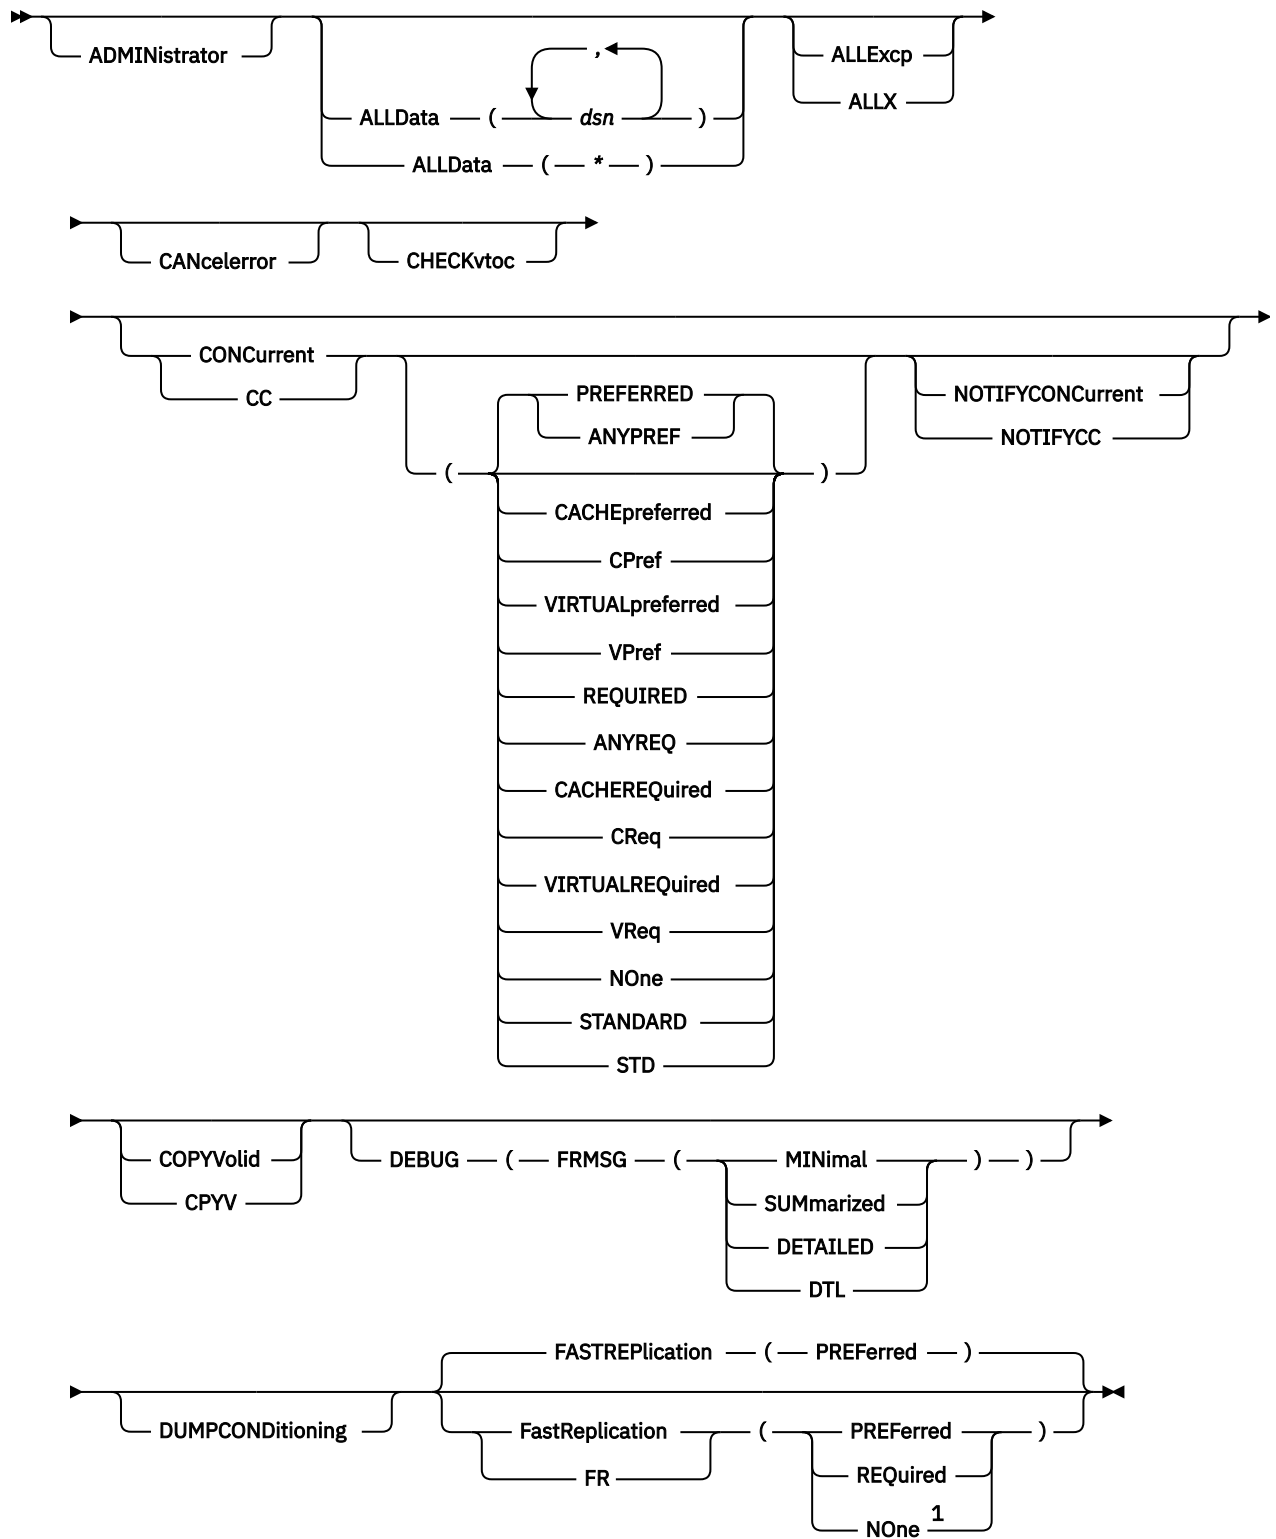 ADMINistrator
ALLData ( dsn , )
ALLData ( * )
ALLExcp
ALLX
CANcelerror
CHECKvtoc
CONCurrent
CC
(
PREFERRED
ANYPREF
CACHEpreferred
CPref
VIRTUALpreferred
VPref
REQUIRED
ANYREQ
CACHEREQuired
CReq
VIRTUALREQuired
VReq
NOne
STANDARD
STD
)
NOTIFYCONCurrent
NOTIFYCC
COPYVolid
CPYV
DEBUG ( FRMSG ( MINimal ) )
SUMmarized
DETAILED
DTL
DUMPCONDitioning
FASTREPlication ( PREFerred )
FastReplication ( PREFerred )
FR
REQuired
NOne 1